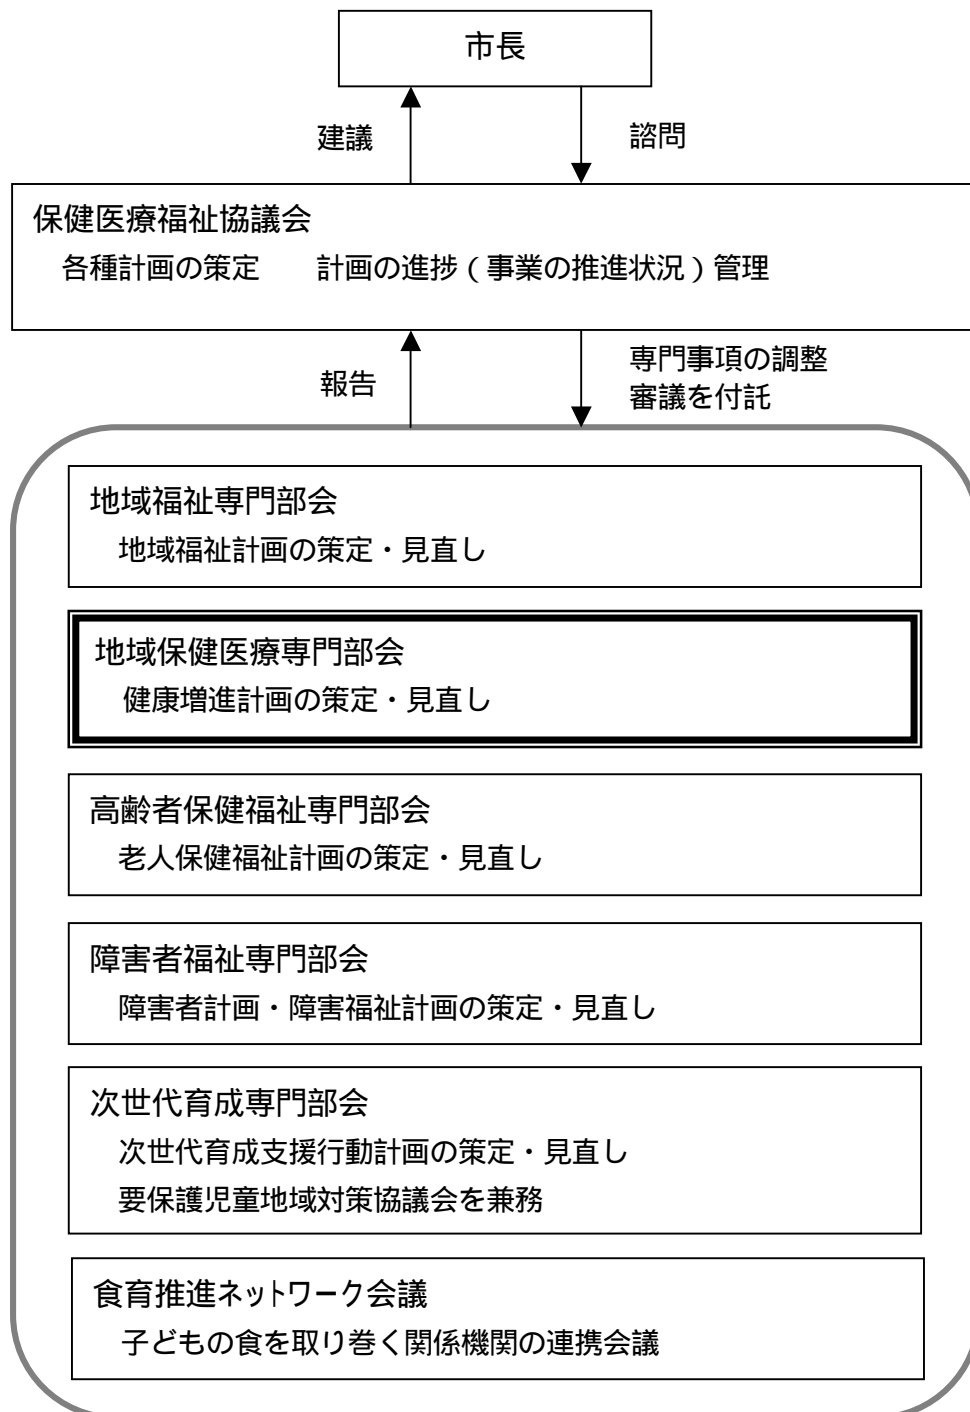 市長
建議
諮問
保健医療福祉協議会
各種計画の策定　　計画の進捗（事業の推進状況）管理
報告
専門事項の調整
審議を付託
地域福祉専門部会
地域福祉計画の策定・見直し
地域保健医療専門部会
健康増進計画の策定・見直し
高齢者保健福祉専門部会
老人保健福祉計画の策定・見直し
障害者福祉専門部会
障害者計画・障害福祉計画の策定・見直し
次世代育成専門部会
次世代育成支援行動計画の策定・見直し
要保護児童地域対策協議会を兼務
食育推進ネットワーク会議
子どもの食を取り巻く関係機関の連携会議